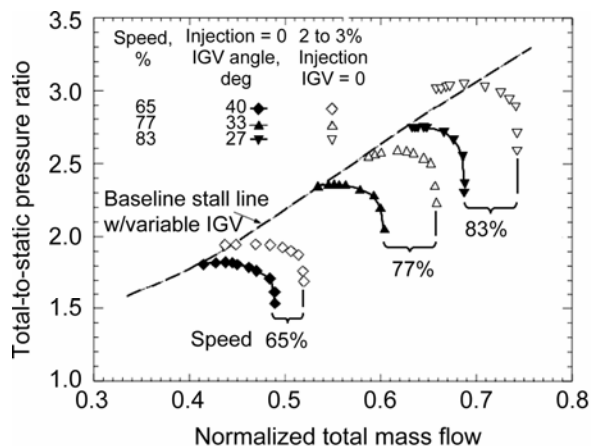 Total-to-static pressure ratio
3.5
3.0
2.5
2.0
1.5
1.0
Speed, Injection = 0 2 to 3%
% IGV angle, Injection
deg IGV = 0
65 40
77 33
83 27
Baseline stall line
w/variable IGV
83%
77%
Speed 65%
0.3 0.4 0.5 0.6 0.7 0.8
Normalized total mass flow